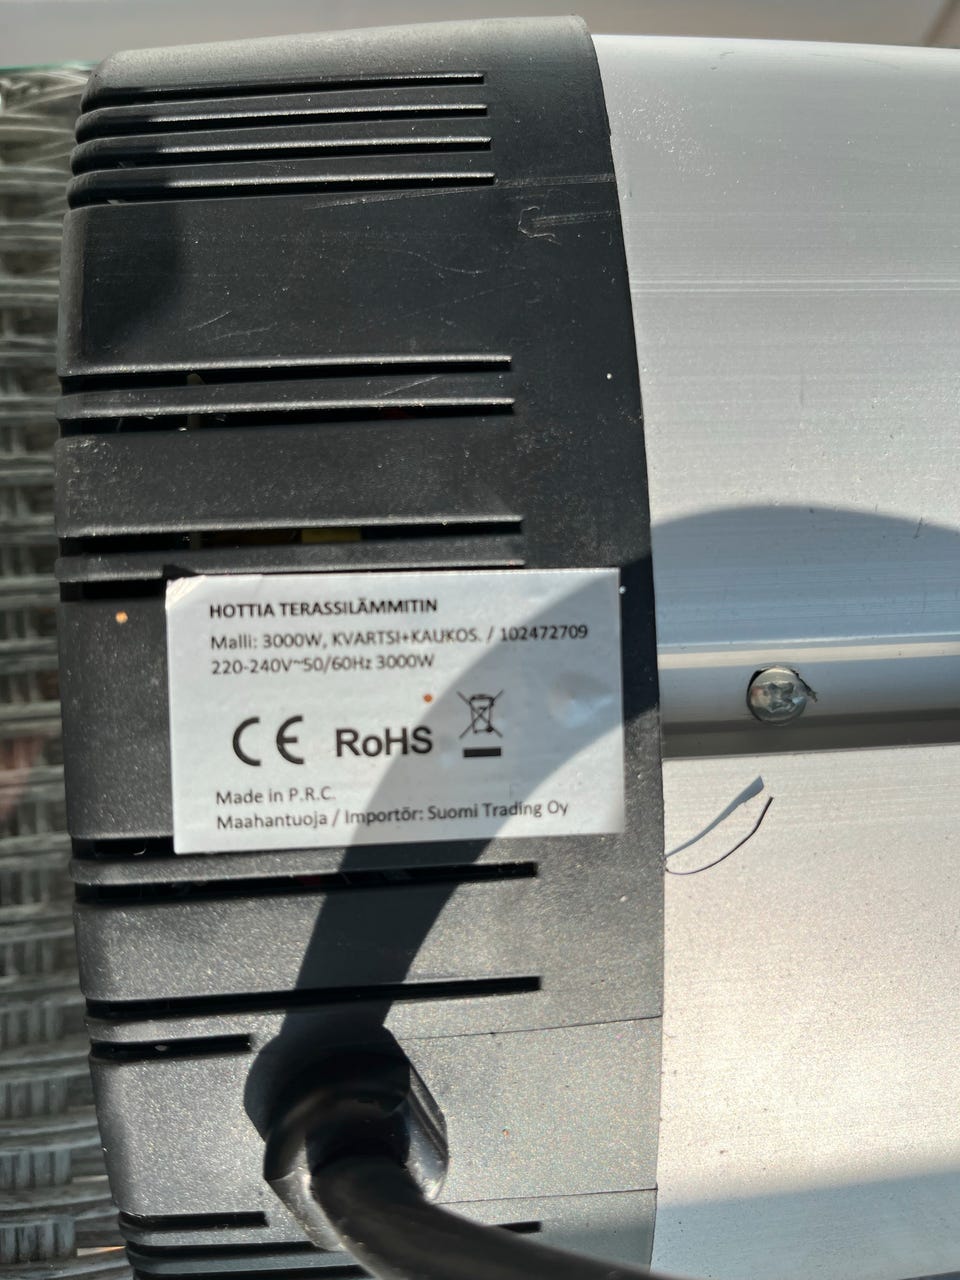 HOTTIA TERASSILÄMMITIN
Malli: 3000W, KVARTSI+KAUKOS. / 102472709
220-240V~50/60Hz 3000W
CE RoHS
Made in P.R.C.
Maahantuoja / Importör: Suomi Trading Oy